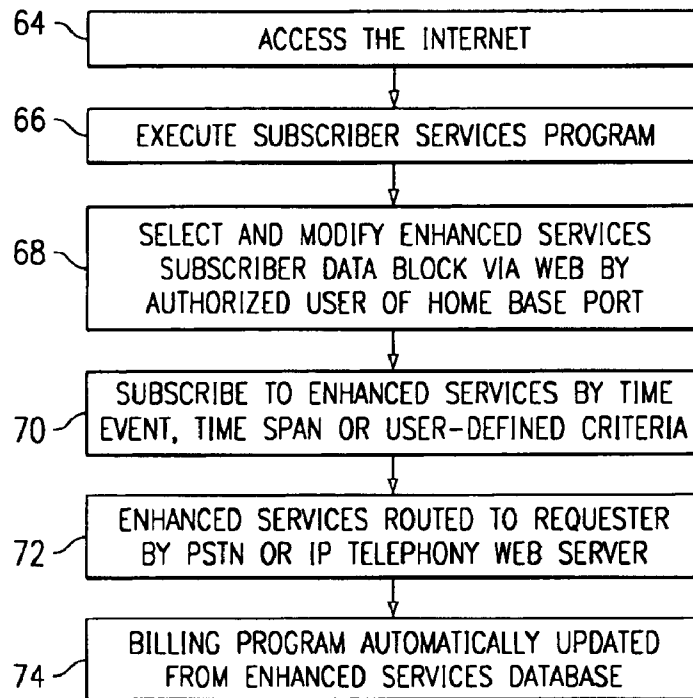 64
ACCESS THE INTERNET
66
EXECUTE SUBSCRIBER SERVICES PROGRAM
68
SELECT AND MODIFY ENHANCED SERVICES
SUBSCRIBER DATA BLOCK VIA WEB BY
AUTHORIZED USER OF HOME BASE PORT
70
SUBSCRIBE TO ENHANCED SERVICES BY TIME
EVENT, TIME SPAN OR USER-DEFINED CRITERIA
72
ENHANCED SERVICES ROUTED TO REQUESTER
BY PSTN OR IP TELEPHONY WEB SERVER
74
BILLING PROGRAM AUTOMATICALLY UPDATED
FROM ENHANCED SERVICES DATABASE